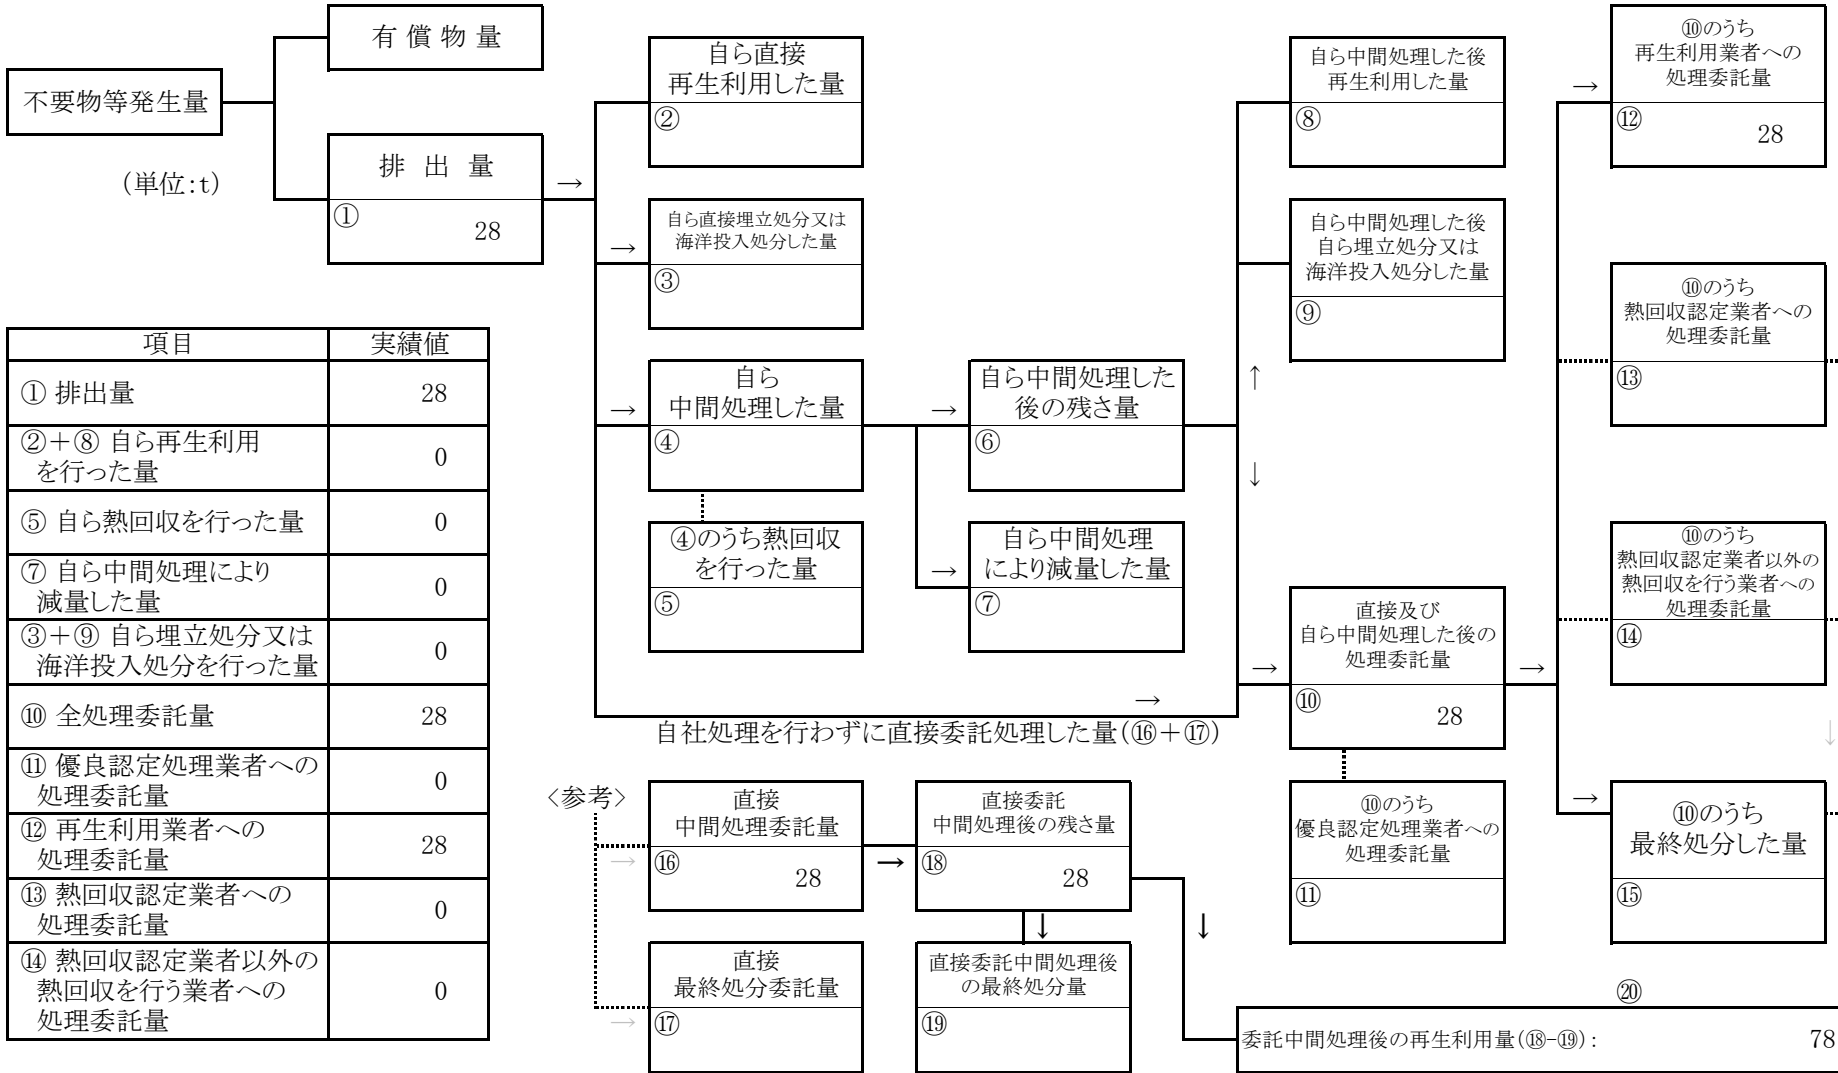 有 償 物 量
不要物等発生量
(単位:t)
排 出 量
①
28
→
自ら直接
再生利用した量
②
→
自ら直接埋立処分又は
海洋投入処分した量
③
→
自ら
中間処理した量
④
④のうち熱回収
を行った量
⑤
→
自ら中間処理した
後の残さ量
⑥
→
自ら中間処理
により減量した量
⑦
自ら中間処理した後
再生利用した量
⑧
自ら中間処理した後
自ら埋立処分又は
海洋投入処分した量
⑨
↑
↓
→
自社処理を行わずに直接委託処理した量(⑯+⑰)
→
直接及び
自ら中間処理した後の
処理委託量
⑩
28
⑩のうち
優良認定処理業者への
処理委託量
⑪
→
→
⑩のうち
再生利用業者への
処理委託量
⑫
28
⑩のうち
熱回収認定業者への
処理委託量
⑬
⑩のうち
熱回収認定業者以外の
熱回収を行う業者への
処理委託量
⑭
↓
→
⑩のうち
最終処分した量
⑮
項目 実績値
① 排出量 28
②+⑧ 自ら再生利用
を行った量 0
⑤ 自ら熱回収を行った量 0
⑦ 自ら中間処理により
減量した量 0
③+⑨ 自ら埋立処分又は
海洋投入処分を行った量 0
⑩ 全処理委託量 28
⑪ 優良認定処理業者への
処理委託量 0
⑫ 再生利用業者への
処理委託量 28
⑬ 熱回収認定業者への
処理委託量 0
⑭ 熱回収認定業者以外の
熱回収を行う業者への
処理委託量 0
〈参考〉
→
直接
中間処理委託量
⑯
28
→
直接委託
中間処理後の残さ量
⑱
28
↓
↓
→
直接
最終処分委託量
⑰
直接委託中間処理後
の最終処分量
⑲
⑳
委託中間処理後の再生利用量(⑱-⑲): 78